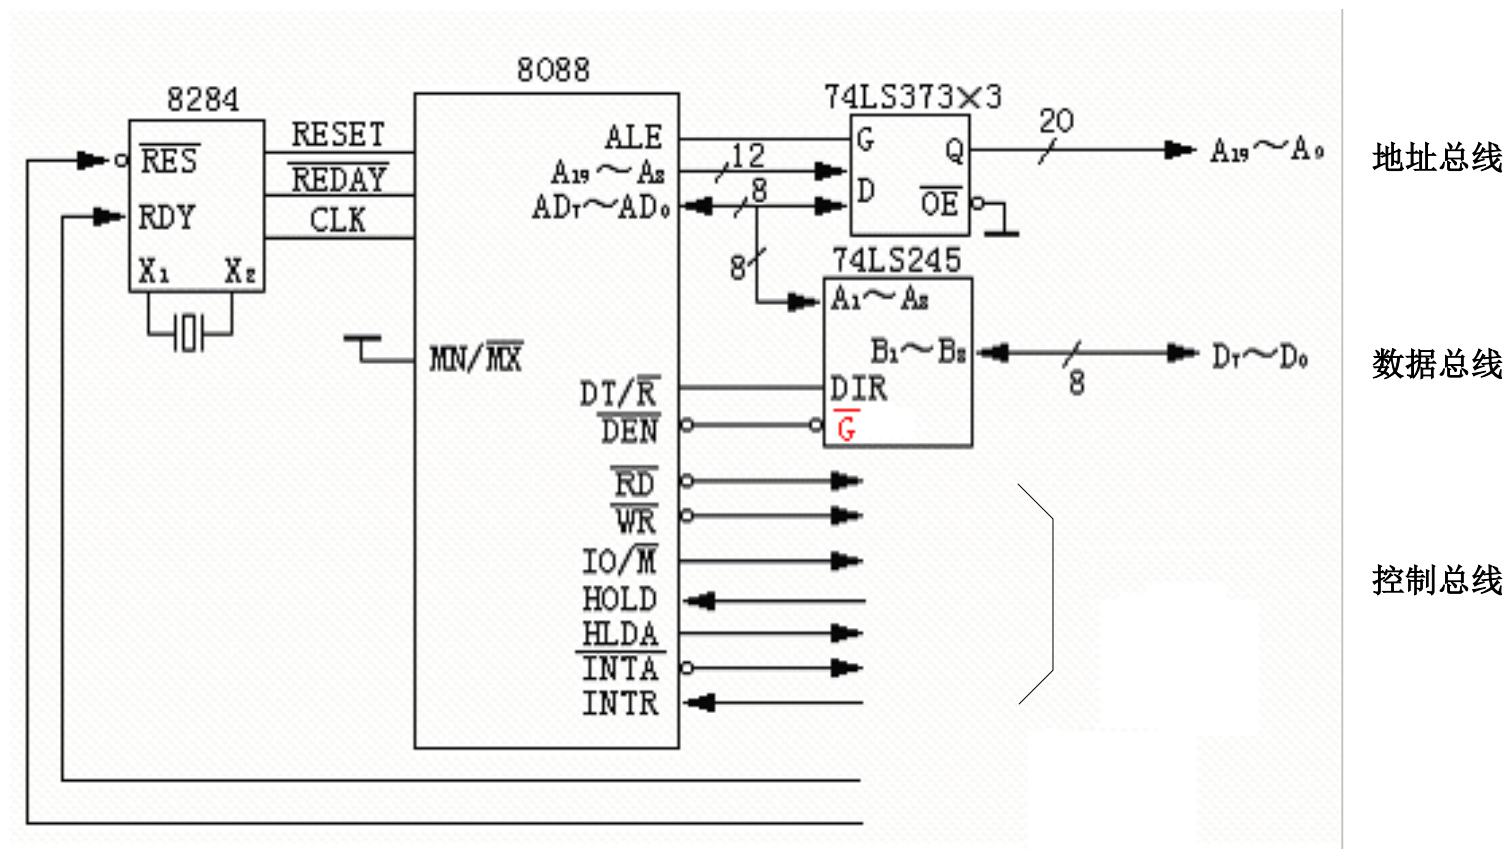 8088
8284
74LS373×3
RESET
ALE
G
20
RES
Q
A19～A0
地址总线
12
A19～A8
REDAY
D
8
AD7～AD0
OE
RDY
CLK
8
74LS245
X1 X2
A1～A8
MN/MX
B1～B8
D7～D0
数据总线
8
DT/R
DIR
DEN
G
RD
WR
IO/M
控制总线
HOLD
HLDA
INTA
INTR